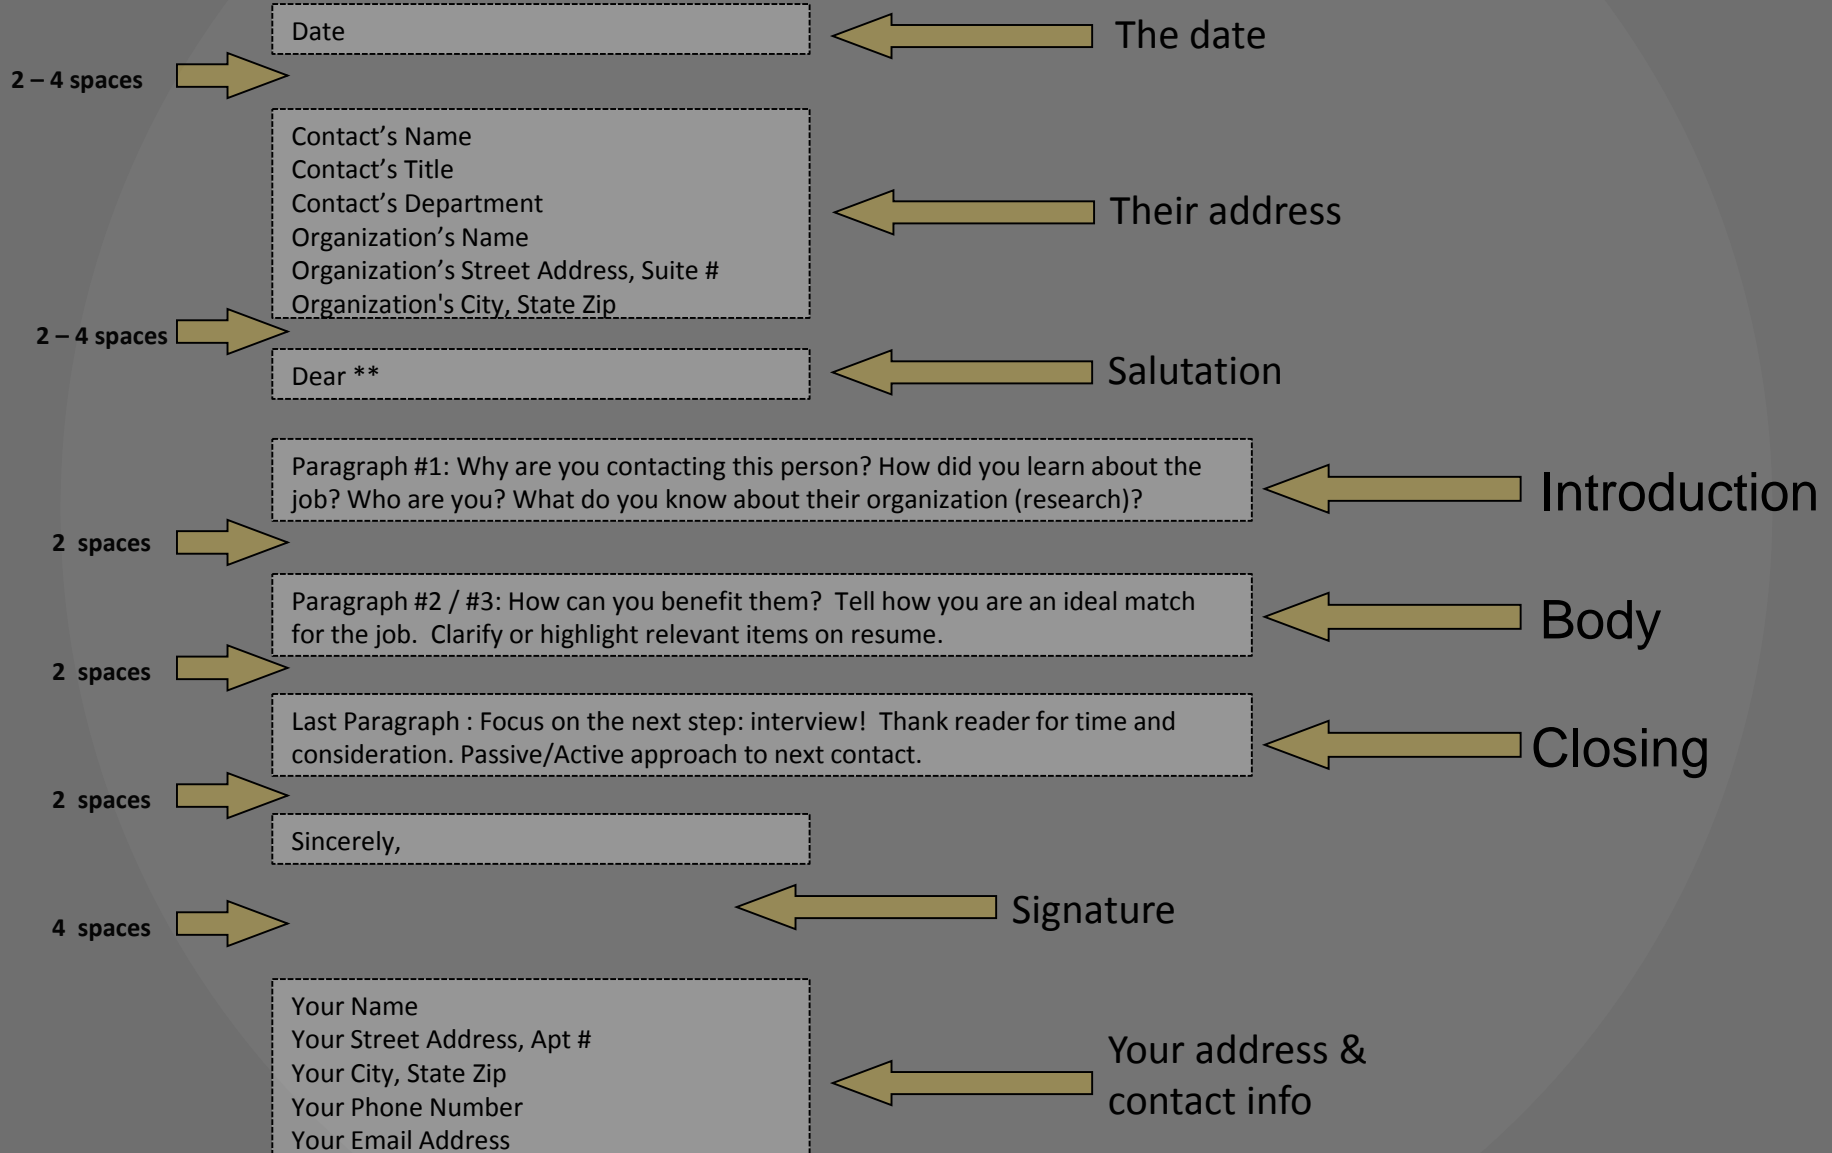 Date
The date
2 – 4 spaces
Contact’s Name
Contact’s Title
Contact’s Department
Organization’s Name
Organization’s Street Address, Suite #
Organization's City, State Zip
Their address
2 – 4 spaces
Dear **
Salutation
Paragraph #1: Why are you contacting this person? How did you learn about the
job? Who are you? What do you know about their organization (research)?
Introduction
2 spaces
Paragraph #2 / #3: How can you benefit them? Tell how you are an ideal match
for the job. Clarify or highlight relevant items on resume.
Body
2 spaces
Last Paragraph : Focus on the next step: interview! Thank reader for time and
consideration. Passive/Active approach to next contact.
Closing
2 spaces
Sincerely,
Signature
4 spaces
Your Name
Your Street Address, Apt #
Your City, State Zip
Your Phone Number
Your Email Address
Your address &
contact info